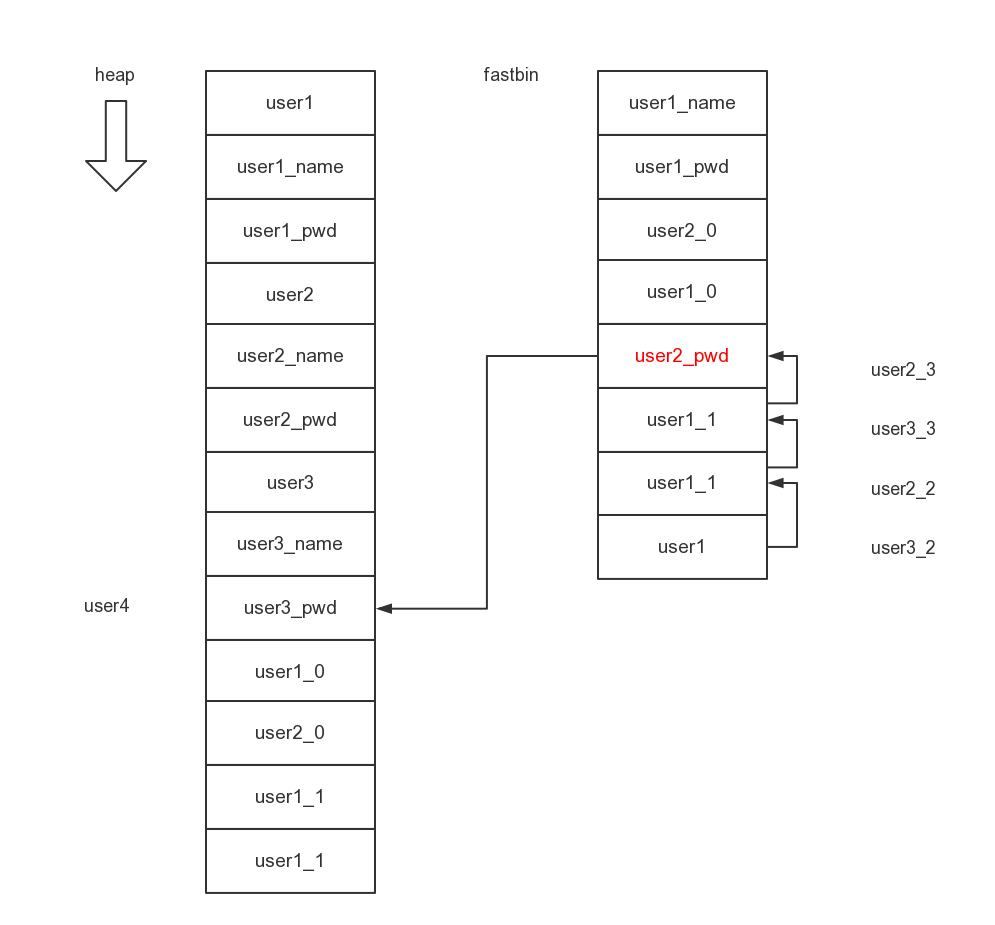 heap
user1
user1_name
user1_pwd
user2
user2_name
user2_pwd
user3
user3_name
user4
user3_pwd
user1_0
user2_0
user1_1
user1_1
fastbin
user1_name
user1_pwd
user2_0
user1_0
user2_pwd
user1_1
user1_1
user1
user2_3
user3_3
user2_2
user3_2